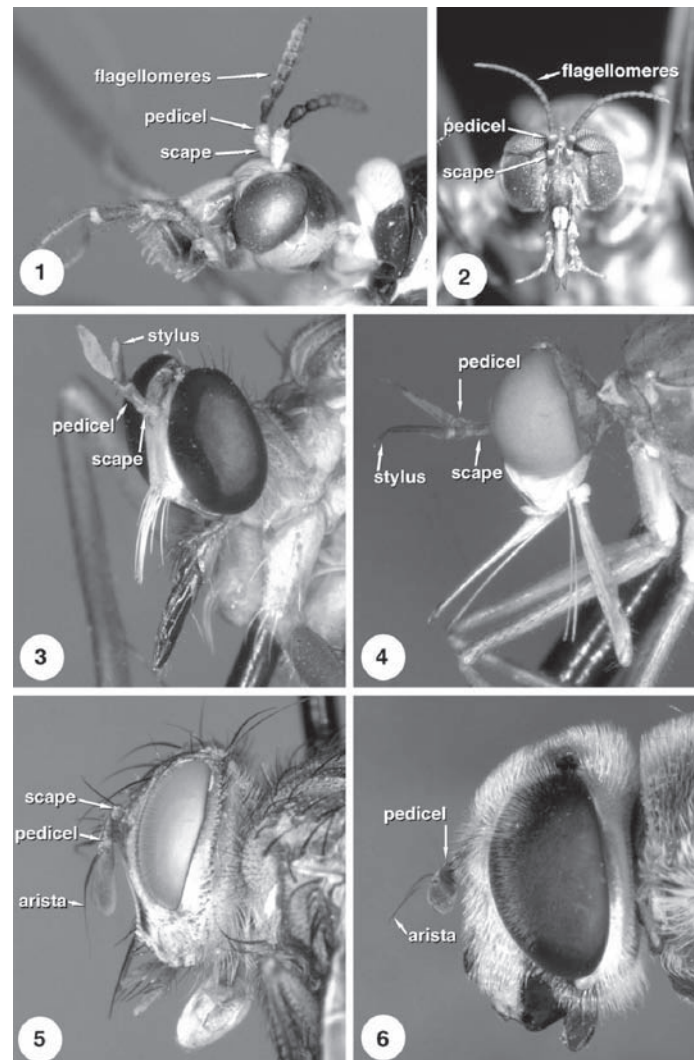 flagellomeres
pedicel
scape
1
flagellomeres
pedicel
scape
2
stylus
pedicel
scape
3
pedicel
stylus
scape
4
scape
pedicel
arista
5
pedicel
arista
6